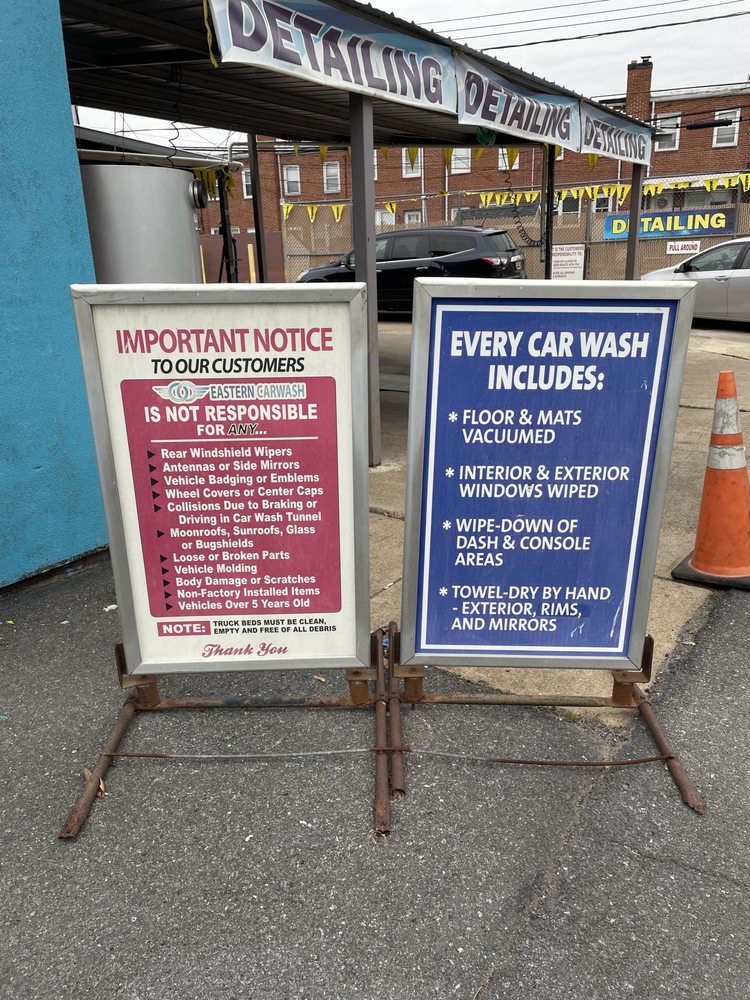 DETAILING
DETAILING
DETAILING
DETAILING
PULL AROUND
IMPORTANT NOTICE
TO OUR CUSTOMERS
EASTERN CARWASH
IS NOT RESPONSIBLE
FOR ANY...
Rear Windshield Wipers
Antennas or Side Mirrors
Vehicle Badging or Emblems
Wheel Covers or Center Caps
Collisions Due to Braking or
Driving in Car Wash Tunnel
Moonroofs, Sunroofs, Glass
or Bugshields
Loose or Broken Parts
Vehicle Molding
Body Damage or Scratches
Non-Factory Installed Items
Vehicles Over 5 Years Old
NOTE: TRUCK BEDS MUST BE CLEAN,
EMPTY AND FREE OF ALL DEBRIS
Thank You
EVERY CAR WASH
INCLUDES:
* FLOOR & MATS
VACUUMED
* INTERIOR & EXTERIOR
WINDOWS WIPED
* WIPE-DOWN OF
DASH & CONSOLE
AREAS
* TOWEL-DRY BY HAND
- EXTERIOR, RIMS,
AND MIRRORS